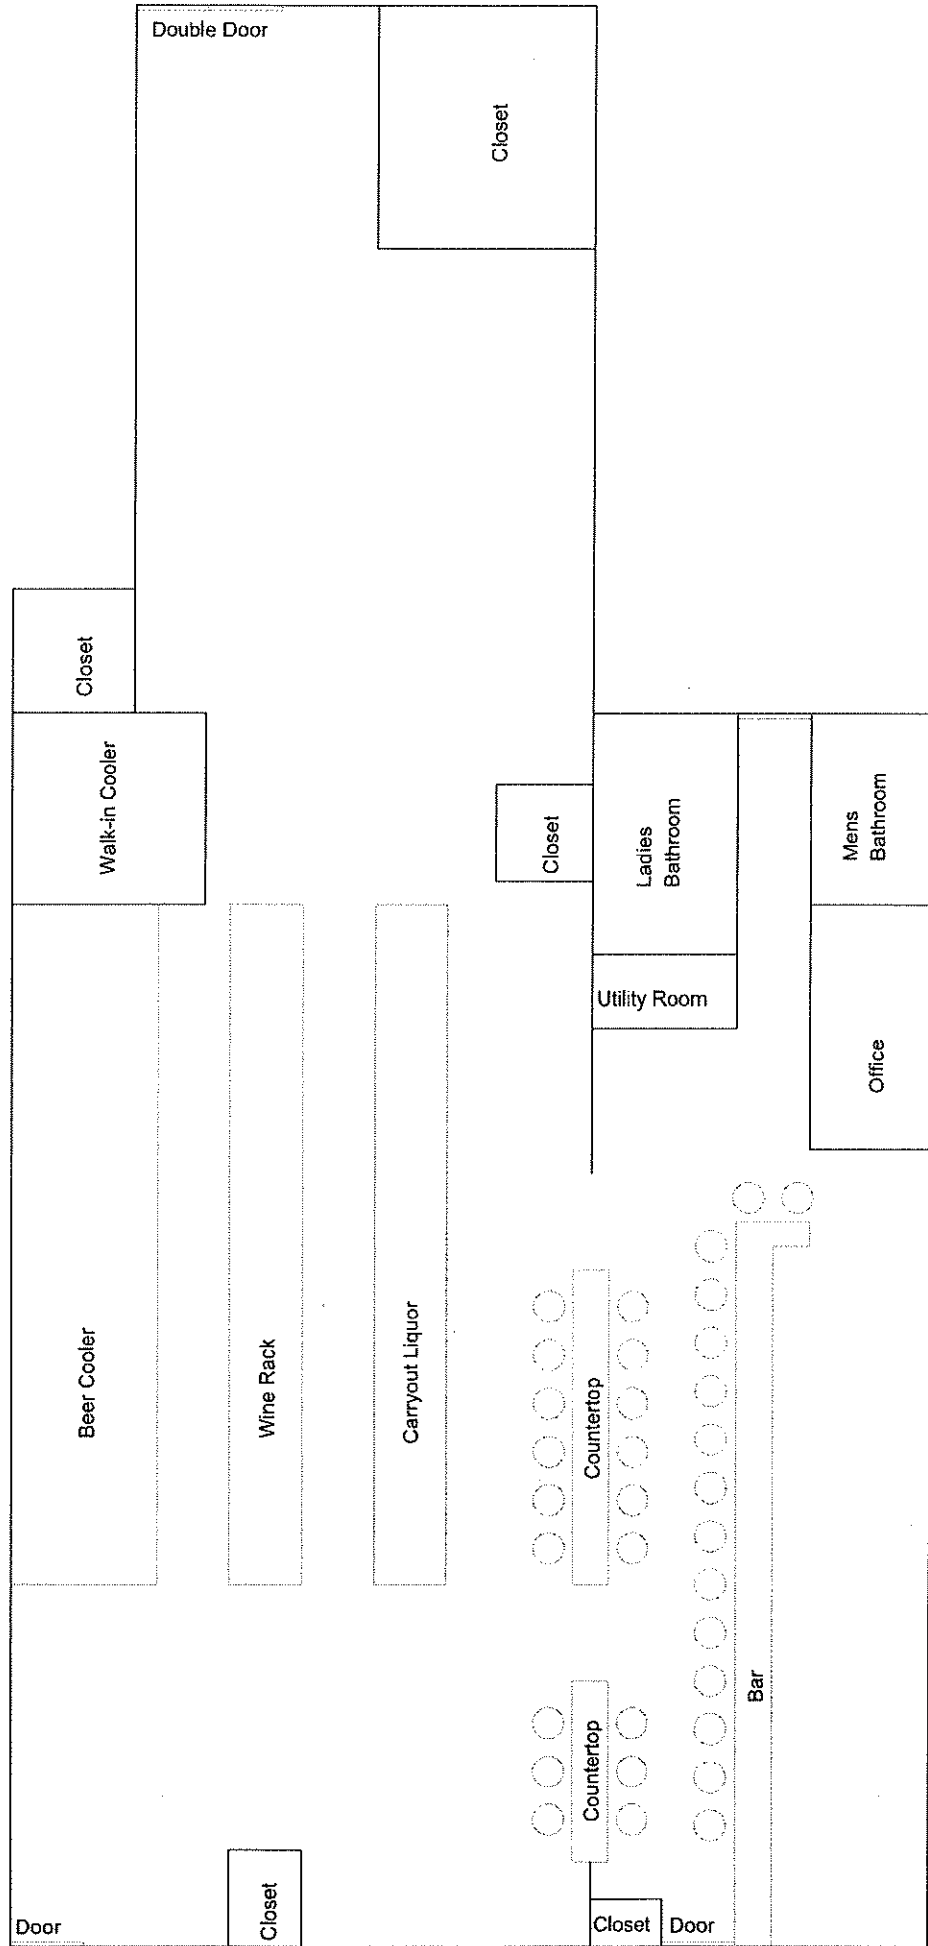 Double Door
Closet
Closet
Walk-in Cooler
Closet
Ladies
Bathroom
Mens
Bathroom
Utility Room
Office
Beer Cooler
Wine Rack
Carryout Liquor
Countertop
Bar
Countertop
Door
Closet
Closet
Door